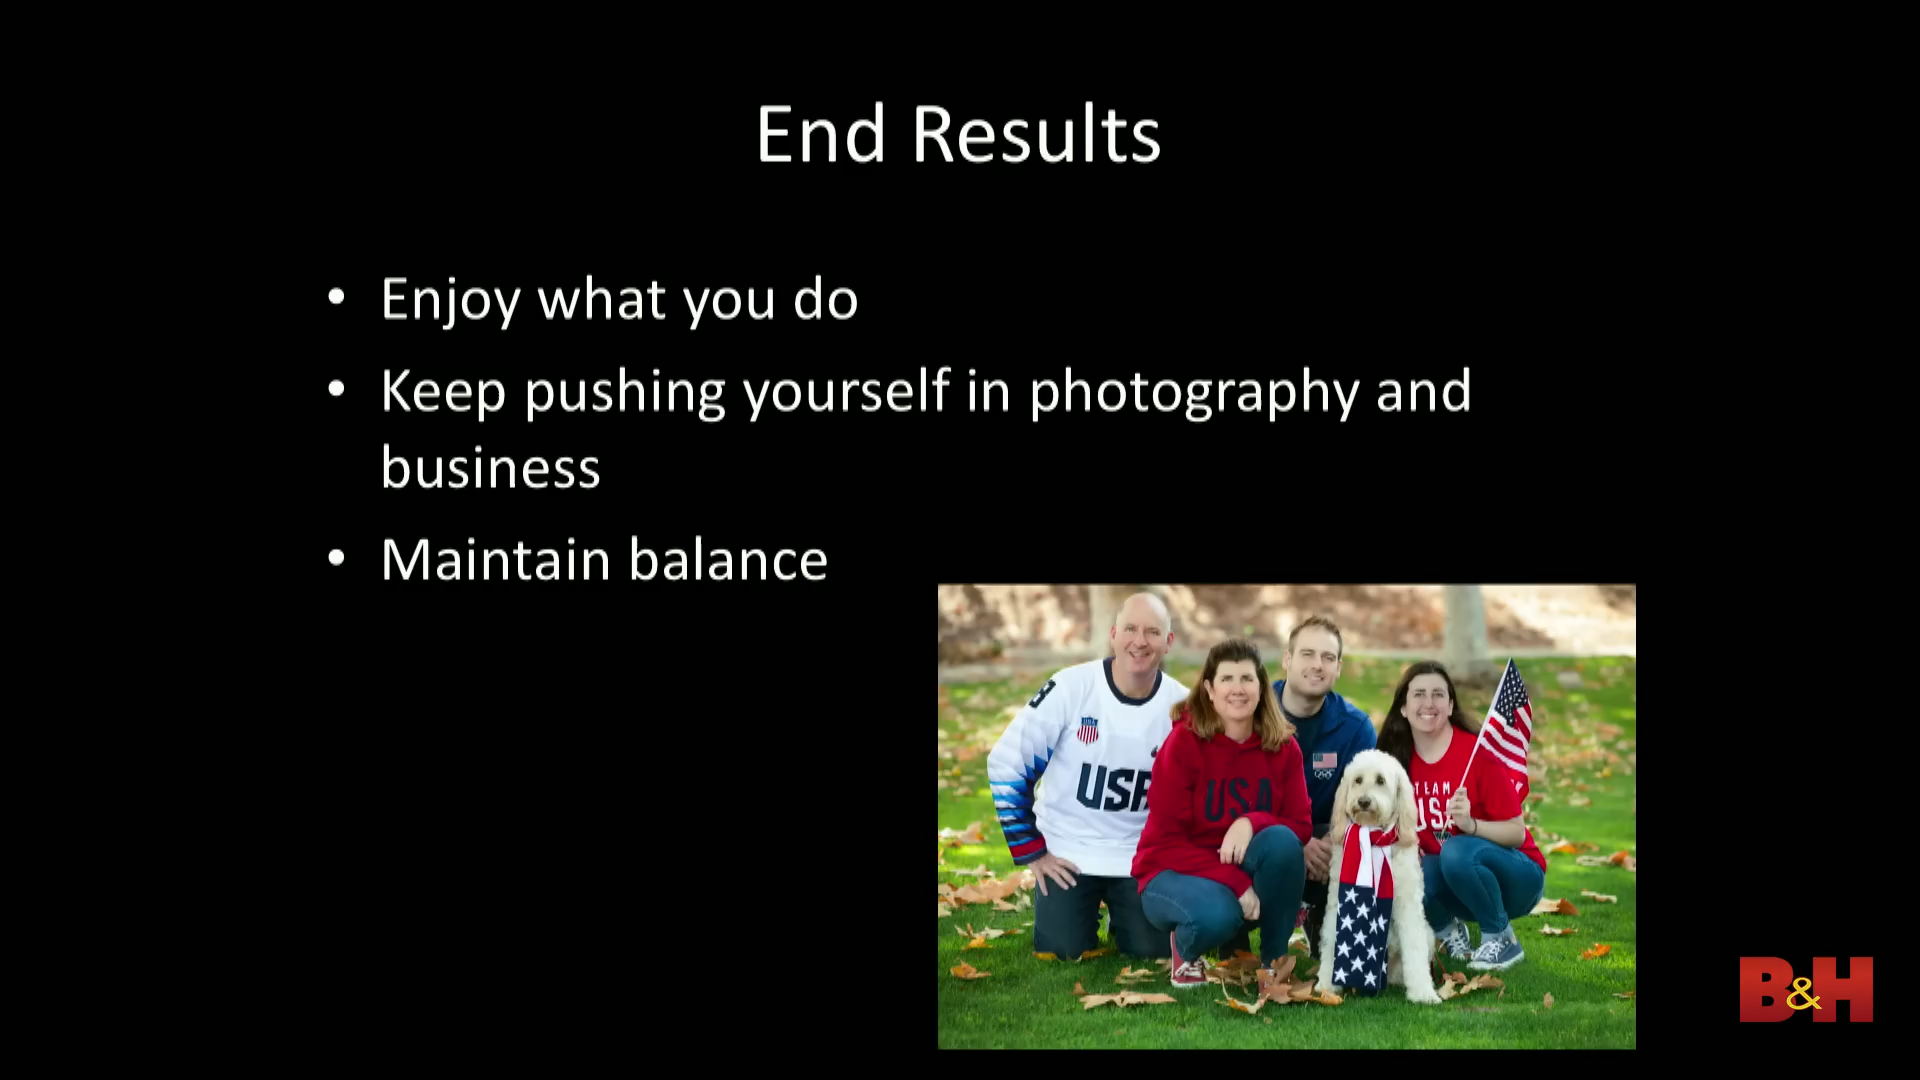 End Results
• Enjoy what you do
• Keep pushing yourself in photography and
business
• Maintain balance
USA
USA
TEAM
USA
B&H